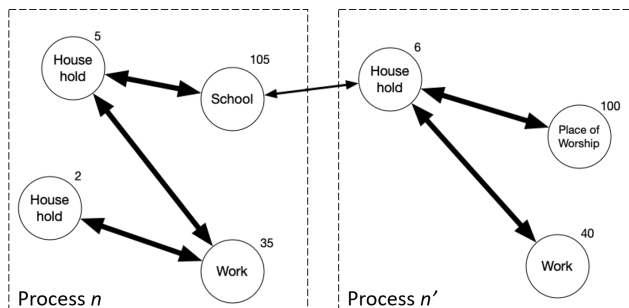 5
House
hold
105
School
2
House
hold
35
Work
Process n
6
House
hold
100
Place of
Worship
40
Work
Process n’